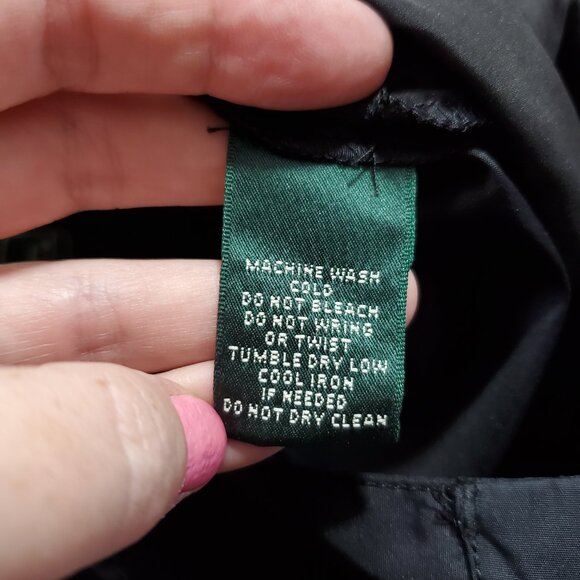 MACHINE WASH
COLD
DO NOT BLEACH
DO NOT WRING
OR TWIST
TUMBLE DRY LOW
COOL IRON
IF NEEDED
DO NOT DRY CLEAN